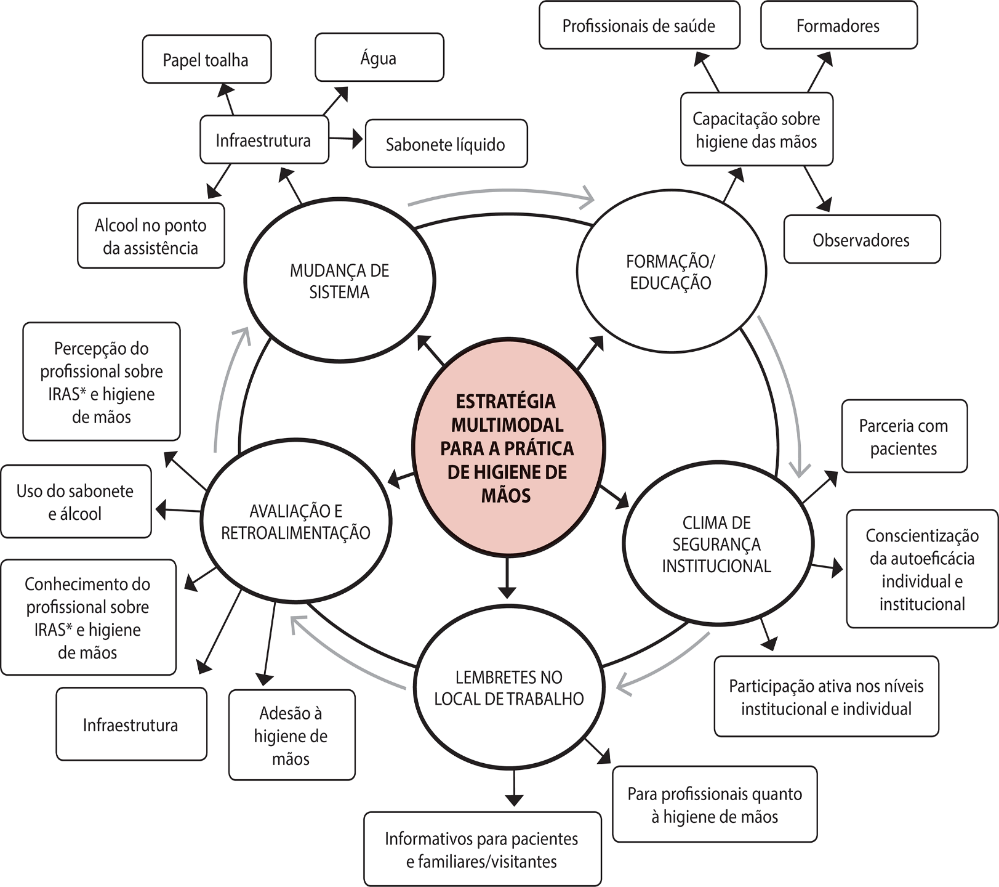 Profissionais de saúde
Formadores
Papel toalha
Água
Capacitação sobre
higiene das mãos
Infraestrutura
Sabonete líquido
Alcool no ponto
da assistência
Observadores
MUDANÇA DE
SISTEMA
FORMAÇÃO/
EDUCAÇÃO
Percepção do
profissional sobre
IRAS* e higiene
de mãos
ESTRATÉGIA
MULTIMODAL
PARA A PRÁTICA
DE HIGIENE DE
MÃOS
Parceria com
pacientes
Uso do sabonete
e álcool
AVALIAÇÃO E
RETROALIMENTAÇÃO
CLIMA DE
SEGURANÇA
INSTITUCIONAL
Conscientização
da autoeficácia
individual e
institucional
Conhecimento do
profissional sobre
IRAS* e higiene
de mãos
LEMBRETES NO
LOCAL DE TRABALHO
Participação ativa nos níveis
institucional e individual
Infraestrutura
Adesão à
higiene de
mãos
Para profissionais quanto
à higiene de mãos
Informativos para pacientes
e familiares/visitantes